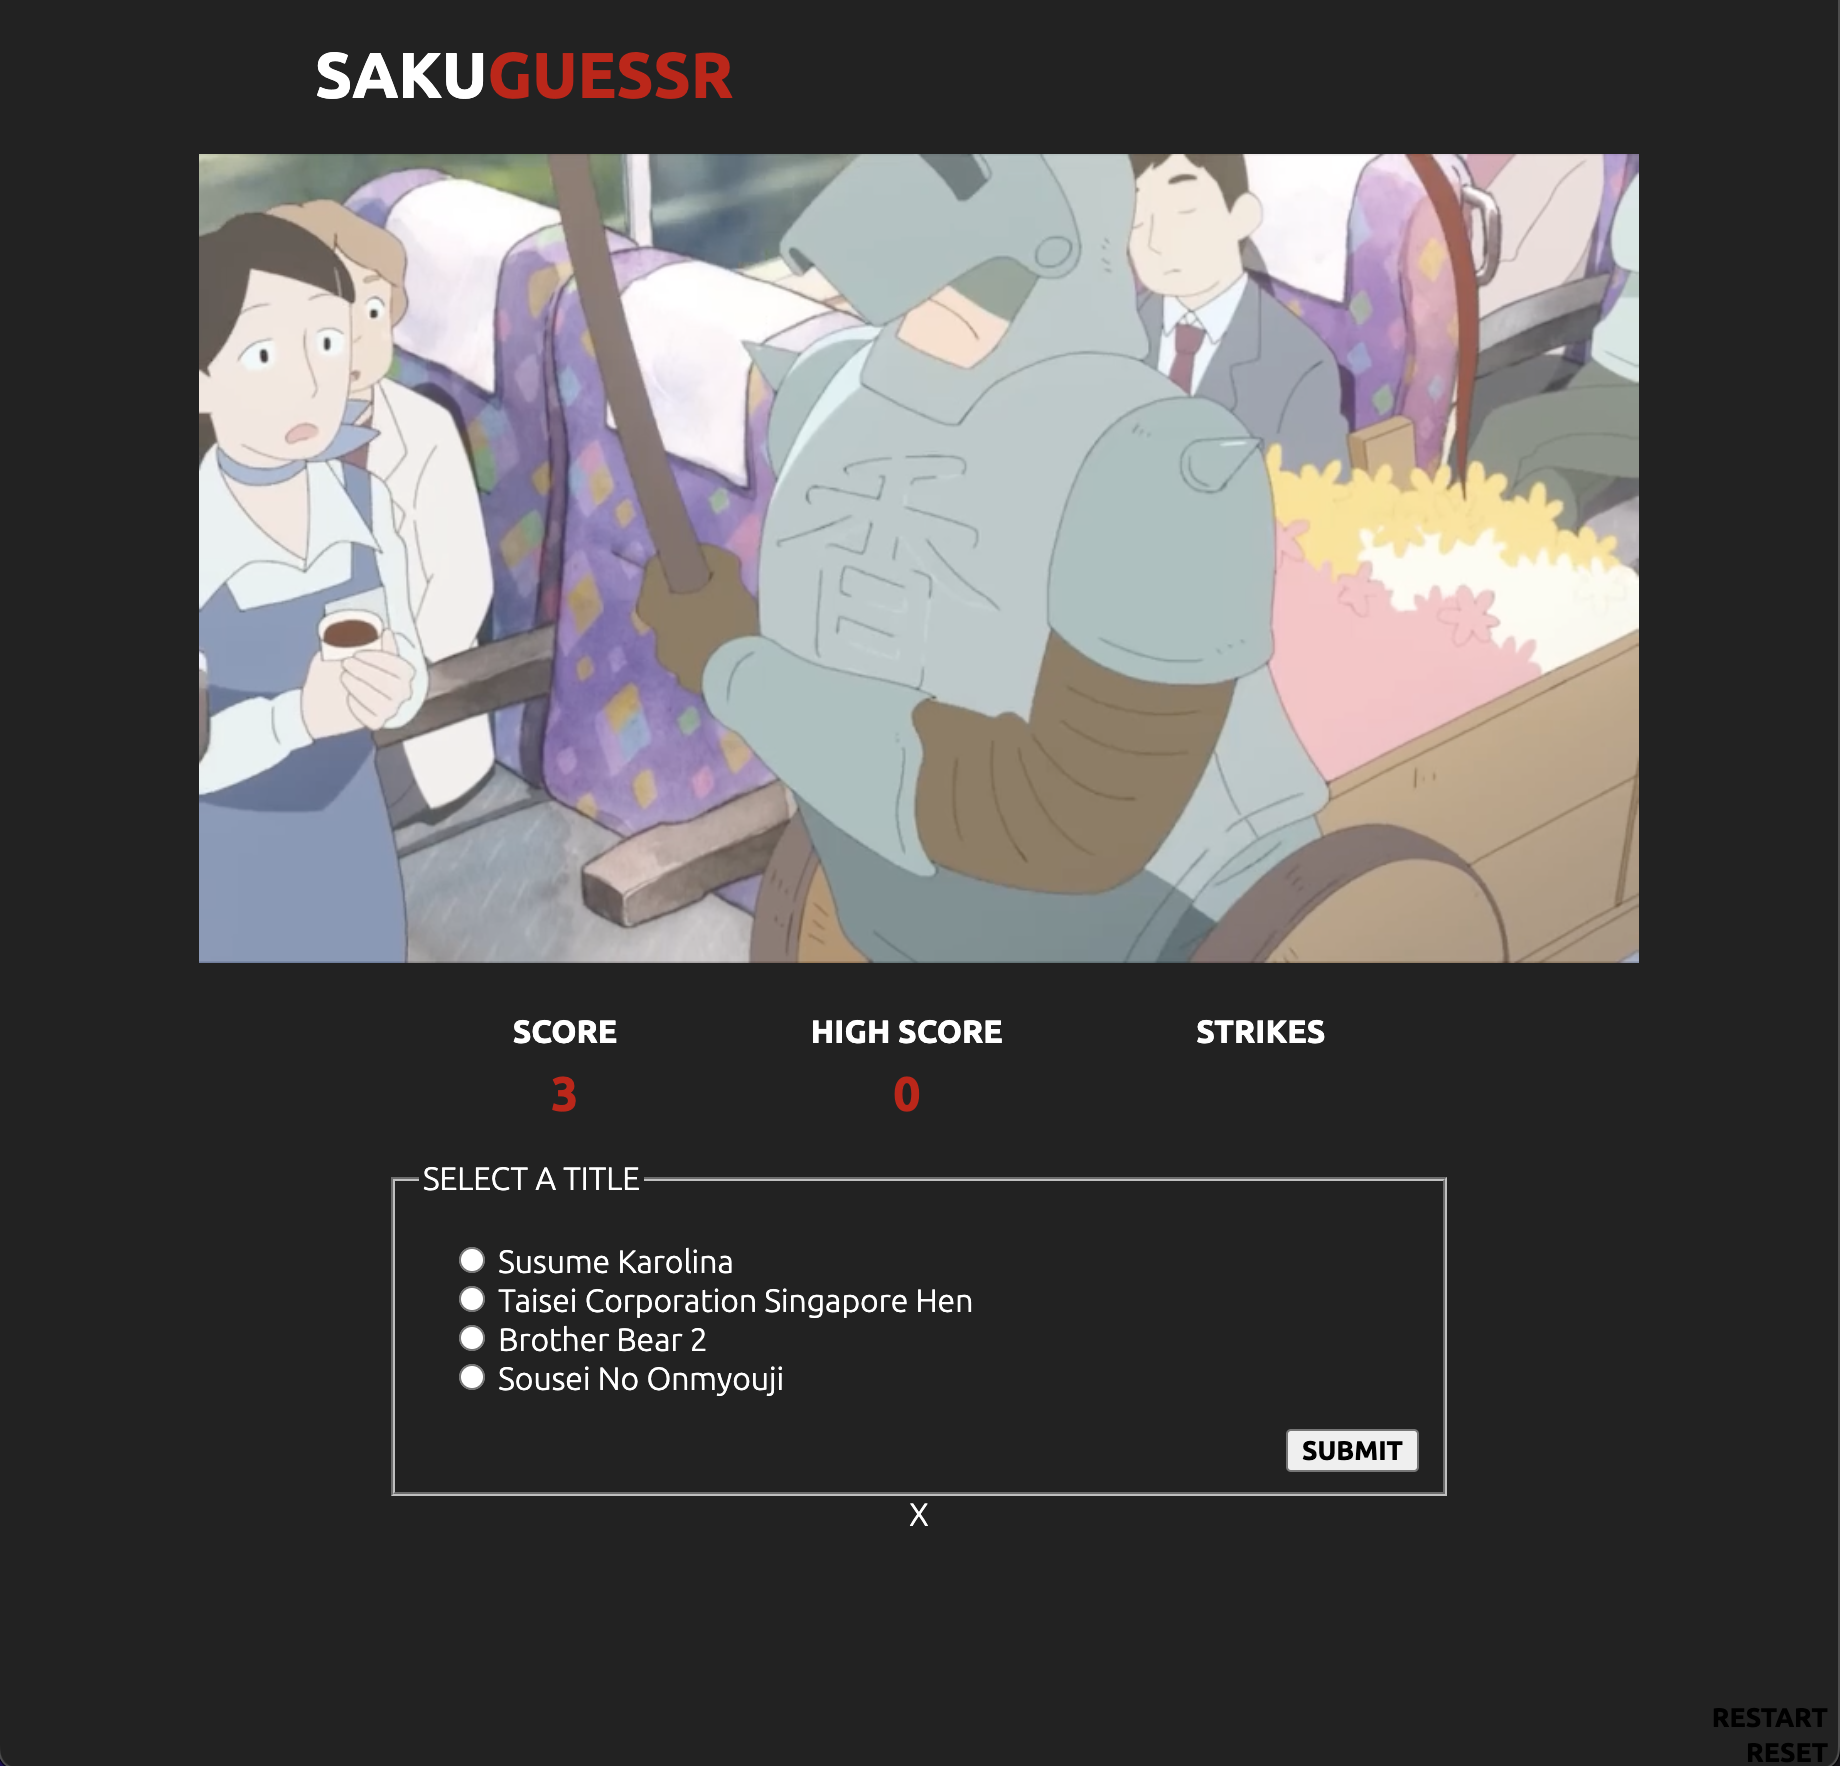 SAKUGUESSR
香
SCORE
HIGH SCORE
STRIKES
3
0
SELECT A TITLE
Susume Karolina
Taisei Corporation Singapore Hen
Brother Bear 2
Sousei No Onmyouji
SUBMIT
X
RESTART
RESET